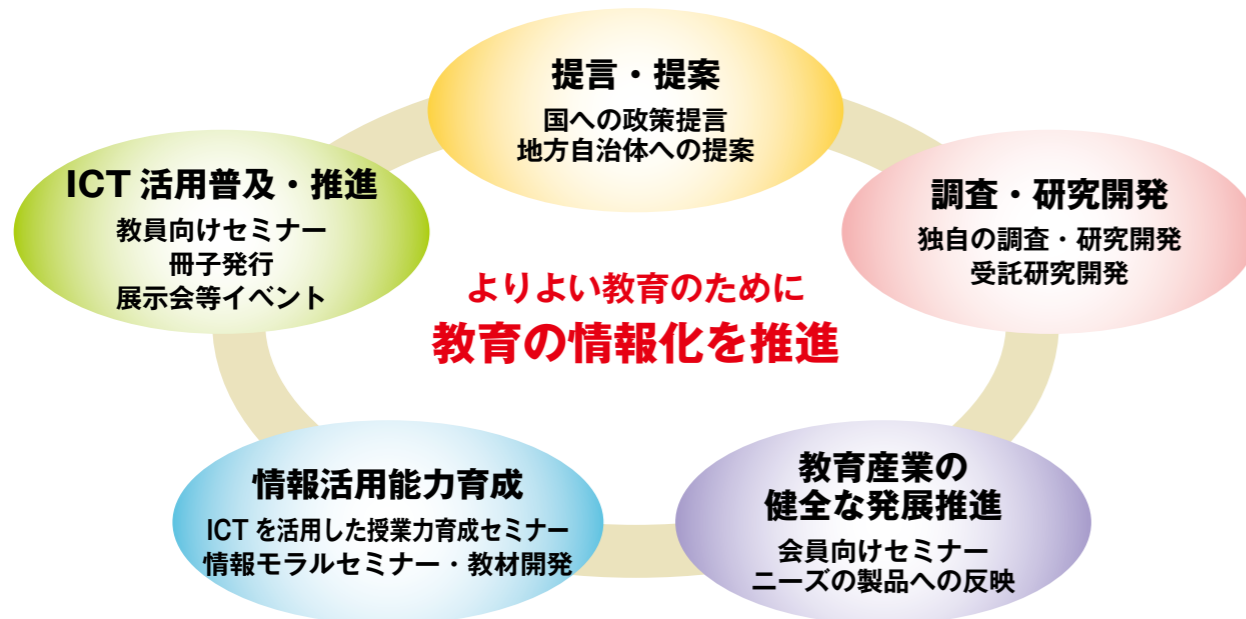 提言・提案
国への政策提言
地方自治体への提案
ICT 活用普及・推進
教員向けセミナー
冊子発行
展示会等イベント
調査・研究開発
独自の調査・研究開発
受託研究開発
よりよい教育のために
教育の情報化を推進
情報活用能力育成
ICT を活用した授業力育成セミナー
情報モラルセミナー・教材開発
教育産業の
健全な発展推進
会員向けセミナー
ニーズの製品への反映